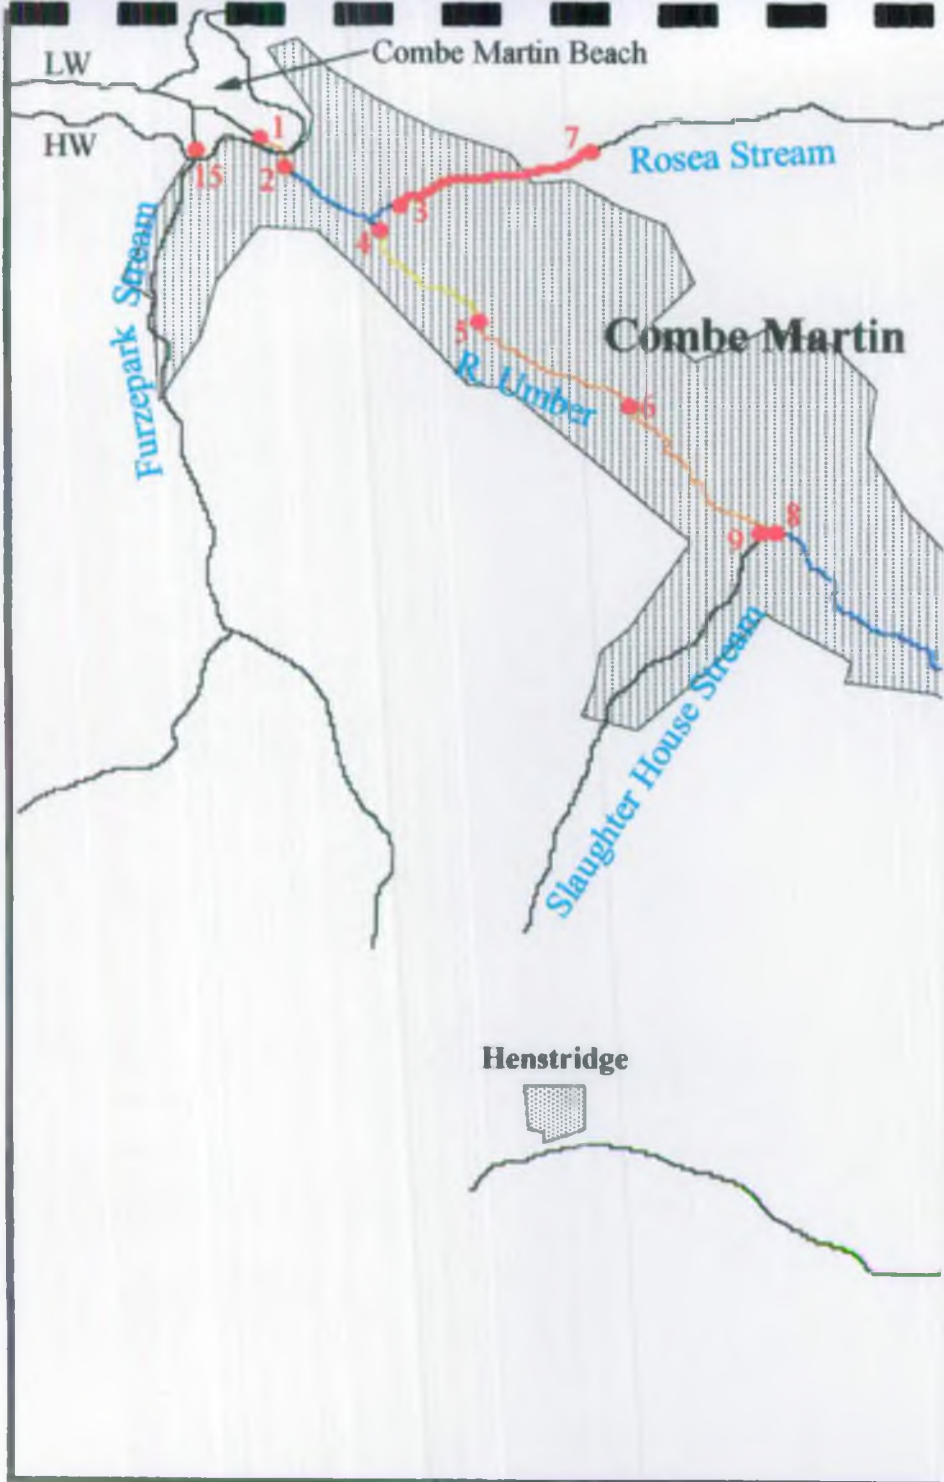 Combe Martin Beach
LW
HW
1
7
Rosea Stream
15
2
3
4
Furzepark Stream
5
Combe Martin
R. Umber
6
9
8
Slaughter House Stream
Henstridge